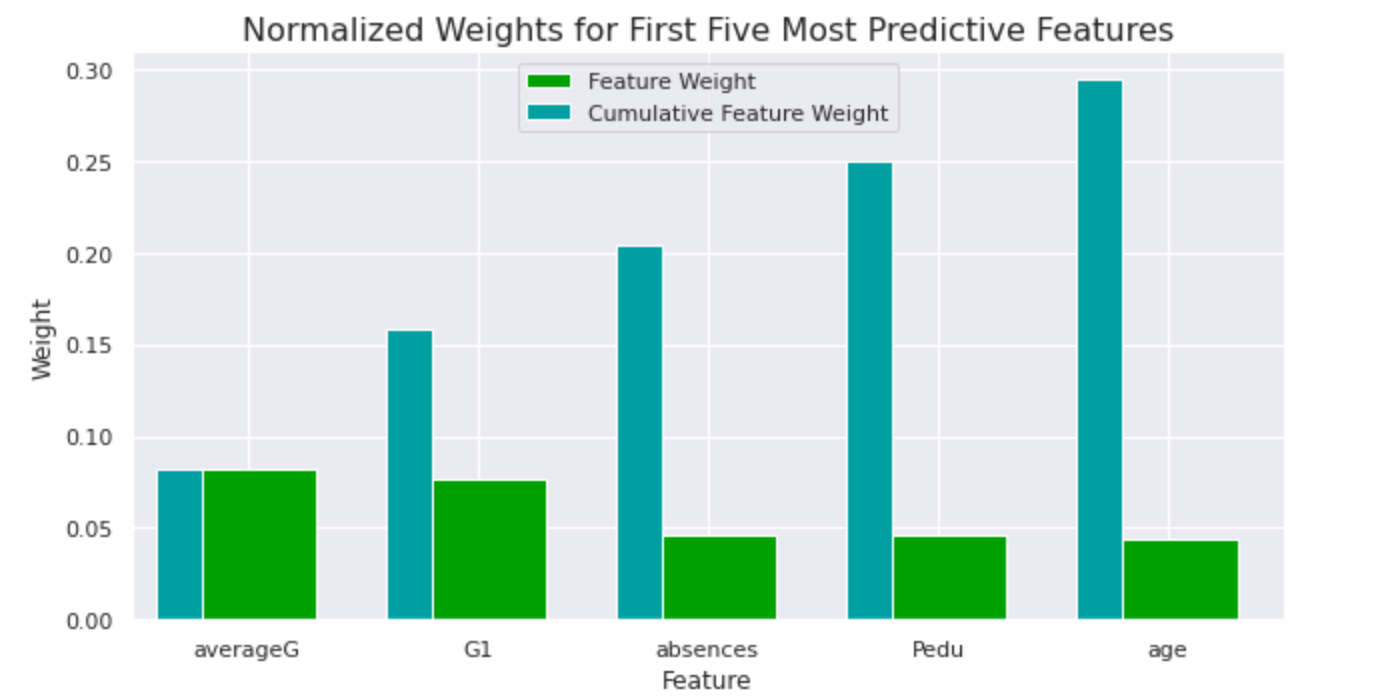 Normalized Weights for First Five Most Predictive Features
Feature Weight
Cumulative Feature Weight
0.30
0.25
0.20
0.15
0.10
0.05
0.00
Weight
averageG G1 absences Pedu age
Feature